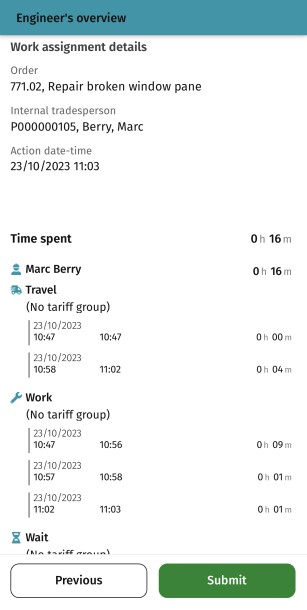 Engineer's overview
Work assignment details
Order
771.02, Repair broken window pane
Internal tradesperson
P000000105, Berry, Marc
Action date-time
23/10/2023 11:03
Time spent 0 h 16 m
Marc Berry 0 h 16 m
Travel
(No tariff group)
23/10/2023
10:47 10:47 0 h 00 m
23/10/2023
10:58 11:02 0 h 04 m
Work
(No tariff group)
23/10/2023
10:47 10:56 0 h 09 m
23/10/2023
10:57 10:58 0 h 01 m
23/10/2023
11:02 11:03 0 h 01 m
Wait
(No tariff group)
Previous Submit